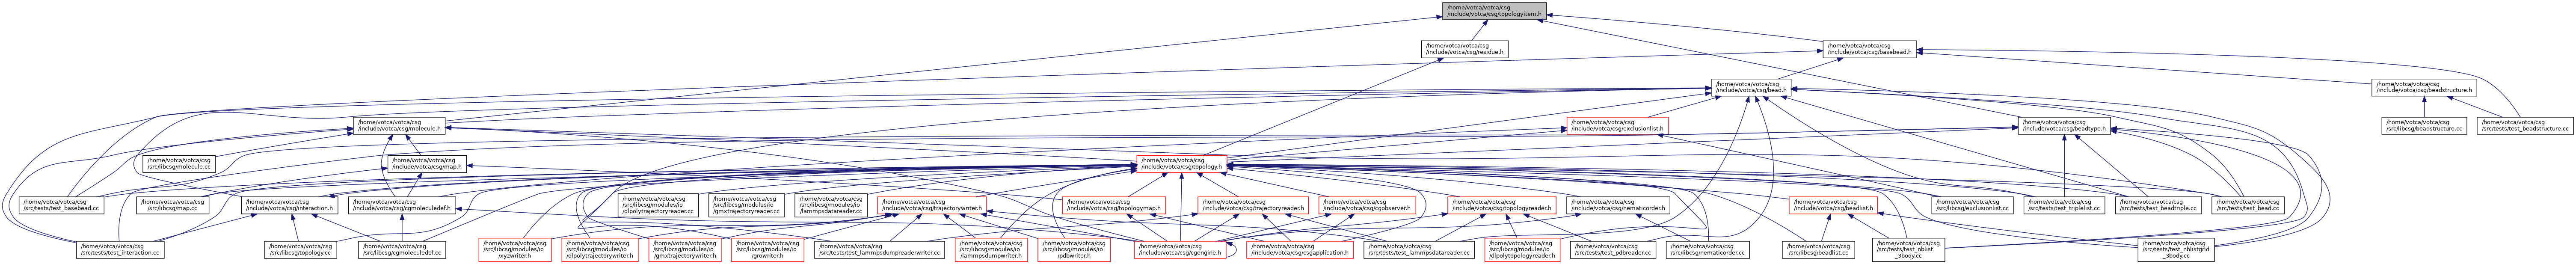 /home/votca/votca/csg
/include/votca/csg/topologyitem.h
/home/votca/votca/csg
/include/votca/csg/residue.h
/home/votca/votca/csg
/include/votca/csg/basebead.h
/home/votca/votca/csg
/include/votca/csg/bead.h
/home/votca/votca/csg
/include/votca/csg/beadstructure.h
/home/votca/votca/csg
/include/votca/csg/molecule.h
/home/votca/votca/csg
/include/votca/csg/exclusionlist.h
/home/votca/votca/csg
/include/votca/csg/beadtype.h
/home/votca/votca/csg
/src/libcsg/beadstructure.cc
/home/votca/votca/csg
/src/tests/test_beadstructure.cc
/home/votca/votca/csg
/src/libcsg/molecule.cc
/home/votca/votca/csg
/include/votca/csg/map.h
/home/votca/votca/csg
/include/votca/csg/topology.h
/home/votca/votca/csg
/src/tests/test_basebead.cc
/home/votca/votca/csg
/src/libcsg/map.cc
/home/votca/votca/csg
/include/votca/csg/interaction.h
/home/votca/votca/csg
/include/votca/csg/cgmoleculedef.h
/home/votca/votca/csg
/src/libcsg/modules/io
/dlpolytrajectoryreader.cc
/home/votca/votca/csg
/src/libcsg/modules/io
/gmxtrajectoryreader.cc
/home/votca/votca/csg
/src/libcsg/modules/io
/lammpsdatareader.cc
/home/votca/votca/csg
/include/votca/csg/trajectorywriter.h
/home/votca/votca/csg
/include/votca/csg/topologymap.h
/home/votca/votca/csg
/include/votca/csg/trajectoryreader.h
/home/votca/votca/csg
/include/votca/csg/cgobserver.h
/home/votca/votca/csg
/include/votca/csg/topologyreader.h
/home/votca/votca/csg
/include/votca/csg/nematicorder.h
/home/votca/votca/csg
/include/votca/csg/beadlist.h
/home/votca/votca/csg
/src/libcsg/exclusionlist.cc
/home/votca/votca/csg
/src/tests/test_triplelist.cc
/home/votca/votca/csg
/src/tests/test_beadtriple.cc
/home/votca/votca/csg
/src/tests/test_bead.cc
/home/votca/votca/csg
/src/tests/test_interaction.cc
/home/votca/votca/csg
/src/libcsg/topology.cc
/home/votca/votca/csg
/src/libcsg/cgmoleculedef.cc
/home/votca/votca/csg
/src/libcsg/modules/io
/xyzwriter.h
/home/votca/votca/csg
/src/libcsg/modules/io
/dlpolytrajectorywriter.h
/home/votca/votca/csg
/src/libcsg/modules/io
/gmxtrajectorywriter.h
/home/votca/votca/csg
/src/libcsg/modules/io
/growriter.h
/home/votca/votca/csg
/src/tests/test_lammpsdumpreaderwriter.cc
/home/votca/votca/csg
/src/libcsg/modules/io
/lammpsdumpwriter.h
/home/votca/votca/csg
/src/libcsg/modules/io
/pdbwriter.h
/home/votca/votca/csg
/include/votca/csg/cgengine.h
/home/votca/votca/csg
/include/votca/csg/csgapplication.h
/home/votca/votca/csg
/src/tests/test_lammpsdatareader.cc
/home/votca/votca/csg
/src/libcsg/modules/io
/dlpolytopologyreader.h
/home/votca/votca/csg
/src/tests/test_pdbreader.cc
/home/votca/votca/csg
/src/libcsg/nematicorder.cc
/home/votca/votca/csg
/src/libcsg/beadlist.cc
/home/votca/votca/csg
/src/tests/test_nblist
_3body.cc
/home/votca/votca/csg
/src/tests/test_nblistgrid
_3body.cc